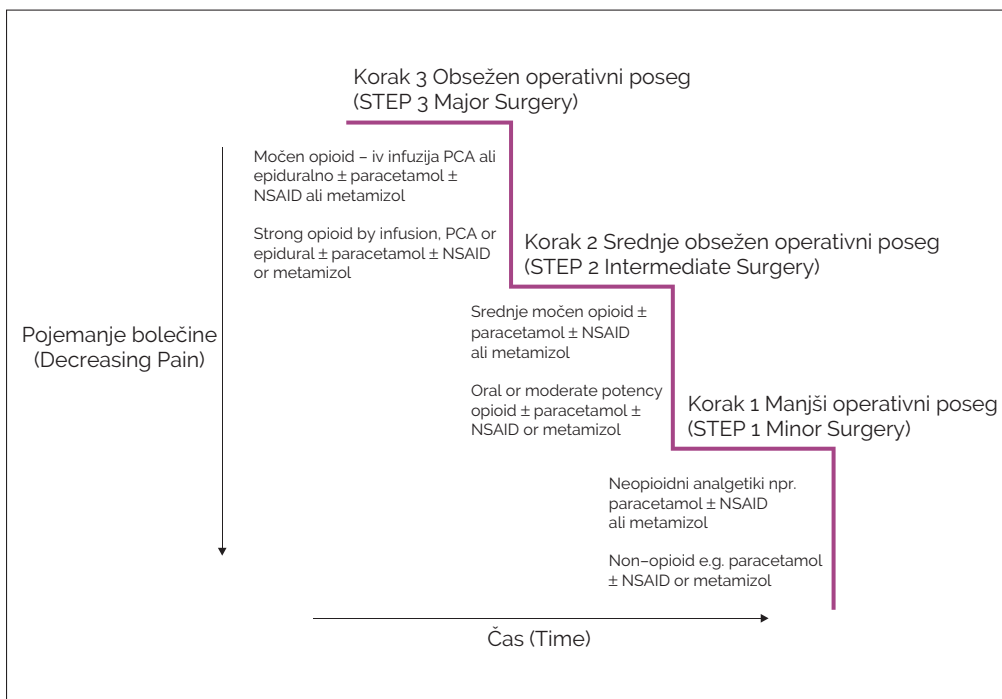 Korak 3 Obsežen operativni poseg
(STEP 3 Major Surgery)
Močen opioid – iv infuzija PCA ali
epiduralno ± paracetamol ±
NSAID ali metamizol
Strong opioid by infusion, PCA or
epidural ± paracetamol ± NSAID
or metamizol
Korak 2 Srednje obsežen operativni poseg
(STEP 2 Intermediate Surgery)
Srednje močen opioid ±
paracetamol ± NSAID
ali metamizol
Oral or moderate potency
opioid ± paracetamol ±
NSAID or metamizol
Pojemanje bolečine
(Decreasing Pain)
Korak 1 Manjši operativni poseg
(STEP 1 Minor Surgery)
Neopioidni analgetiki npr.
paracetamol ± NSAID
ali metamizol
Non–opioid e.g. paracetamol
± NSAID or metamizol
Čas (Time)